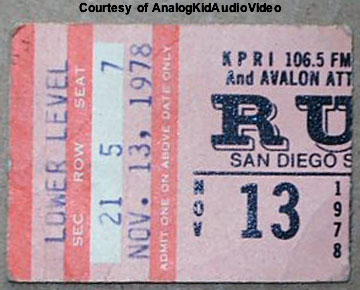 Courtesy of AnalogKidAudioVideo
LOWER LEVEL
SEC ROW SEAT
21 5 7
NOV. 13, 1978
ADMIT ONE ON ABOVE DATE ONLY
KPRI 106.5 FM
And AVALON ATT
RU
SAN DIEGO S
NOV 13 1978